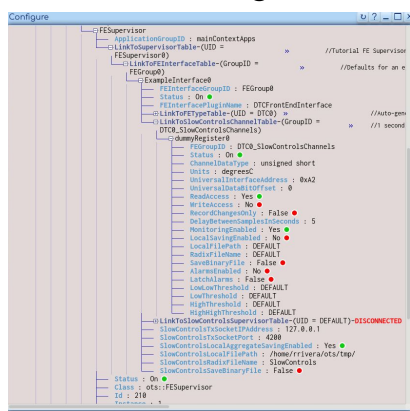 Configure
FESupervisor
ApplicationGroupID : mainContextApps
LinkToSupervisorTable-(UID = » //Tutorial FE Supervisor
FESupervisor0)
LinkToFEInterfaceTable-(GroupID = » //Defaults for an e
FEGroup0)
ExampleInterface0
FEInterfaceGroupID : FEGroup0
Status : On
FEInterfacePluginName : DTCFrontEndInterface
LinkToFETypeTable-(UID = DTC0) » //Auto-gen
LinkToSlowControlsChannelTable-(GroupID = » //1 second
DTC0_SlowControlsChannels)
dummyRegister0
FEGroupID : DTC0_SlowControlsChannels
Status : On
ChannelDataType : unsigned short
Units : degreesC
UniversalInterfaceAddress : 0xA2
UniversalDataBitOffset : 0
ReadAccess : Yes
WriteAccess : No
RecordChangesOnly : False
DelayBetweenSamplesInSeconds : 5
MonitoringEnabled : Yes
LocalSavingEnabled : No
LocalFilePath : DEFAULT
RadixFileName : DEFAULT
SaveBinaryFile : False
AlarmsEnabled : No
LatchAlarms : False
LowLowThreshold : DEFAULT
LowThreshold : DEFAULT
HighThreshold : DEFAULT
HighHighThreshold : DEFAULT
LinkToSlowControlsSupervisorTable-(UID = DEFAULT)-DISCONNECTED
SlowControlsTxSocketIPAddress : 127.0.0.1
SlowControlsTxSocketPort : 4200
SlowControlsLocalAggregateSavingEnabled : Yes
SlowControlsLocalFilePath : /home/rrivera/ots/tmp/
SlowControlsRadixFileName : SlowControls
SlowControlsSaveBinaryFile : False
Status : On
Class : ots::FESupervisor
Id : 210
Instance : 1